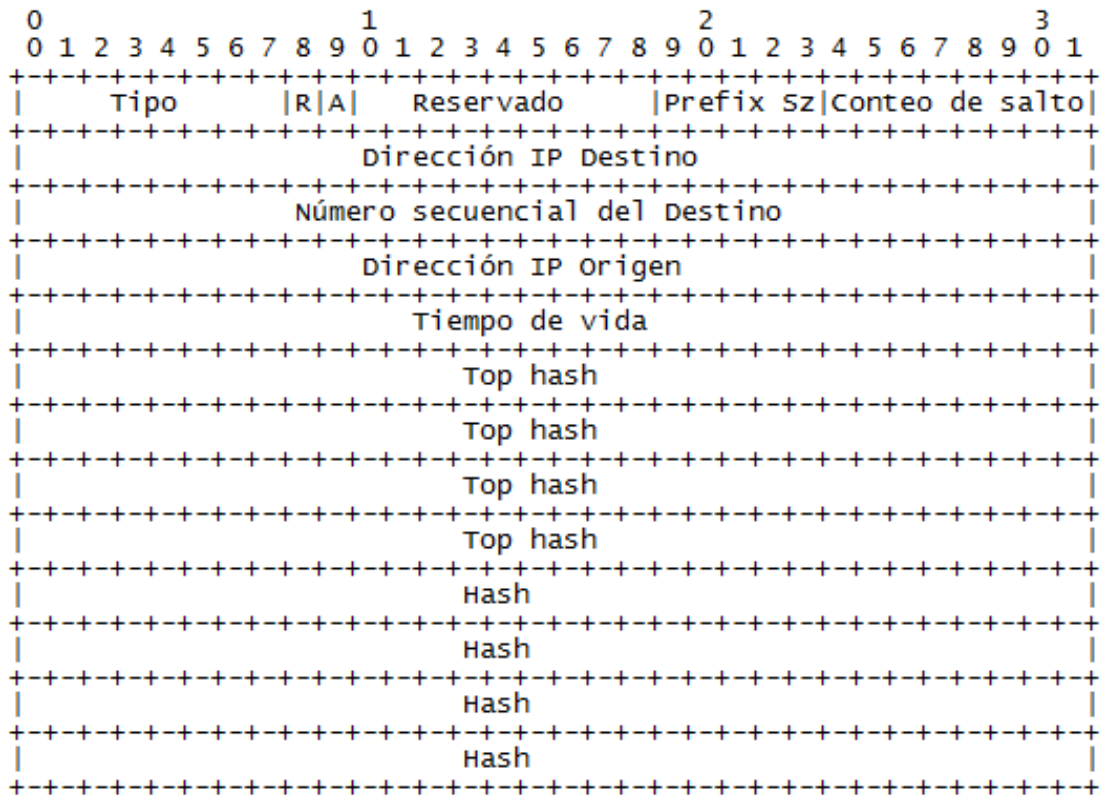 0 1 2 3
0 1 2 3 4 5 6 7 8 9 0 1 2 3 4 5 6 7 8 9 0 1 2 3 4 5 6 7 8 9 0 1
+-+-+-+-+-+-+-+-+-+-+-+-+-+-+-+-+-+-+-+-+-+-+-+-+-+-+-+-+-+-+-+-+
| Tipo |R|A| Reservado |Prefix Sz|Conteo de salto|
+-+-+-+-+-+-+-+-+-+-+-+-+-+-+-+-+-+-+-+-+-+-+-+-+-+-+-+-+-+-+-+-+
| Dirección IP Destino |
+-+-+-+-+-+-+-+-+-+-+-+-+-+-+-+-+-+-+-+-+-+-+-+-+-+-+-+-+-+-+-+-+
| Número secuencial del Destino |
+-+-+-+-+-+-+-+-+-+-+-+-+-+-+-+-+-+-+-+-+-+-+-+-+-+-+-+-+-+-+-+-+
| Dirección IP Origen |
+-+-+-+-+-+-+-+-+-+-+-+-+-+-+-+-+-+-+-+-+-+-+-+-+-+-+-+-+-+-+-+-+
| Tiempo de vida |
+-+-+-+-+-+-+-+-+-+-+-+-+-+-+-+-+-+-+-+-+-+-+-+-+-+-+-+-+-+-+-+-+
| Top hash |
+-+-+-+-+-+-+-+-+-+-+-+-+-+-+-+-+-+-+-+-+-+-+-+-+-+-+-+-+-+-+-+-+
| Top hash |
+-+-+-+-+-+-+-+-+-+-+-+-+-+-+-+-+-+-+-+-+-+-+-+-+-+-+-+-+-+-+-+-+
| Top hash |
+-+-+-+-+-+-+-+-+-+-+-+-+-+-+-+-+-+-+-+-+-+-+-+-+-+-+-+-+-+-+-+-+
| Top hash |
+-+-+-+-+-+-+-+-+-+-+-+-+-+-+-+-+-+-+-+-+-+-+-+-+-+-+-+-+-+-+-+-+
| Hash |
+-+-+-+-+-+-+-+-+-+-+-+-+-+-+-+-+-+-+-+-+-+-+-+-+-+-+-+-+-+-+-+-+
| Hash |
+-+-+-+-+-+-+-+-+-+-+-+-+-+-+-+-+-+-+-+-+-+-+-+-+-+-+-+-+-+-+-+-+
| Hash |
+-+-+-+-+-+-+-+-+-+-+-+-+-+-+-+-+-+-+-+-+-+-+-+-+-+-+-+-+-+-+-+-+
| Hash |
+-+-+-+-+-+-+-+-+-+-+-+-+-+-+-+-+-+-+-+-+-+-+-+-+-+-+-+-+-+-+-+-+